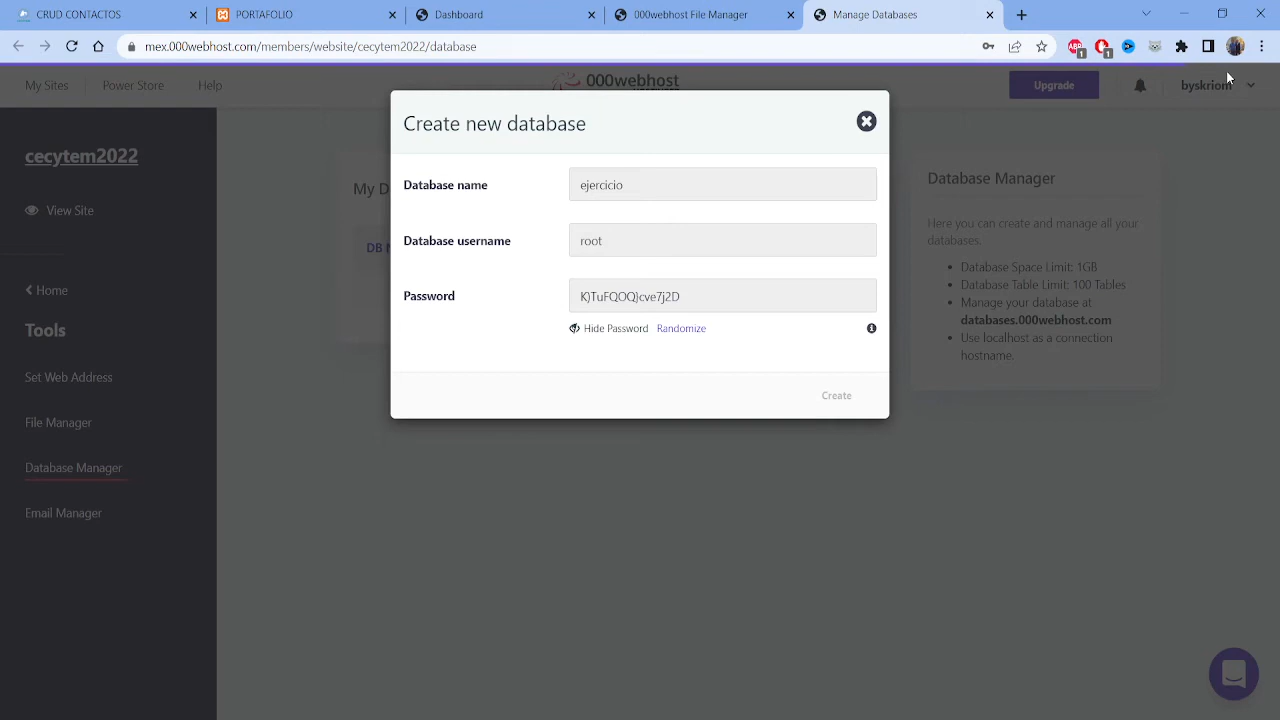 CRUD CONTACTOS
PORTAFOLIO
Dashboard
000webhost File Manager
Manage Databases
mex.000webhost.com/members/website/cecytem2022/database
1
1
My Sites
Power Store
Help
000webhost
Upgrade
byskriom
Create new database
cecytem2022
View Site
Home
Tools
Set Web Address
File Manager
Database Manager
Email Manager
My D
DB N
Database name
ejercicio
Database username
root
Password
K)TuFQOQ}cve7j2D
Hide Password Randomize
Create
Database Manager
Here you can create and manage all your
databases.
Database Space Limit: 1GB
Database Table Limit: 100 Tables
Manage your database at
databases.000webhost.com
Use localhost as a connection
hostname.